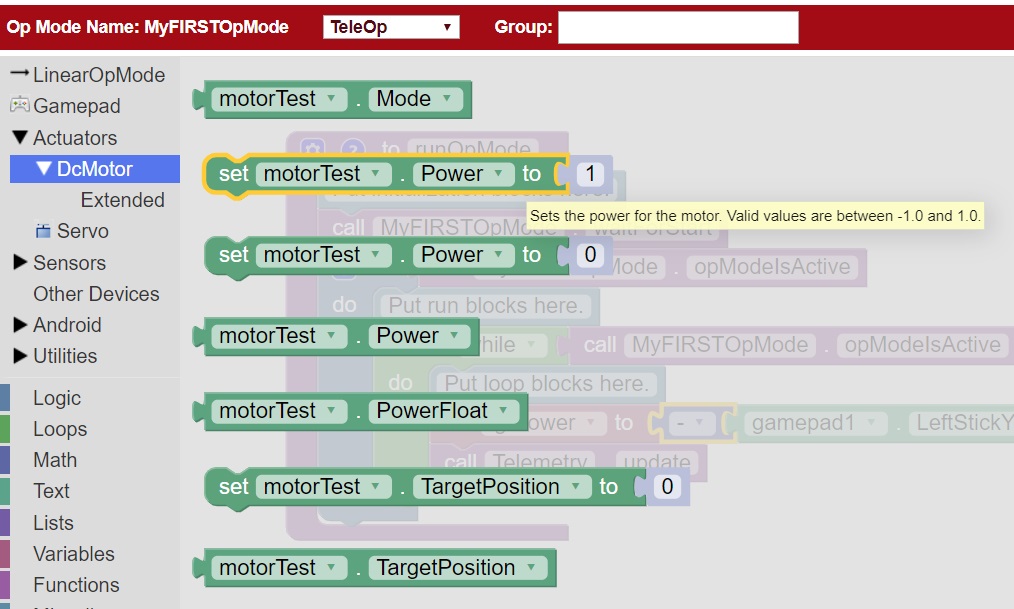 Op Mode Name: MyFIRSTOpMode TeleOp Group:
LinearOpMode
Gamepad
Actuators
DcMotor
Extended
Servo
Sensors
Other Devices
Android
Utilities
Logic
Loops
Math
Text
Lists
Variables
Functions
motorTest . Mode
to runOpMode
set motorTest . Power to 1
Sets the power for the motor. Valid values are between -1.0 and 1.0.
call MyFIRSTOpMode . waitForStart
set motorTest . Power to 0
Mode . opModeIsActive
do Put run blocks here.
motorTest . Power
while call MyFIRSTOpMode . opModeIsActive
do Put loop blocks here.
motorTest . PowerFloat
Power to - gamepad1 . LeftStickY
call Telemetry . update
set motorTest . TargetPosition to 0
motorTest . TargetPosition